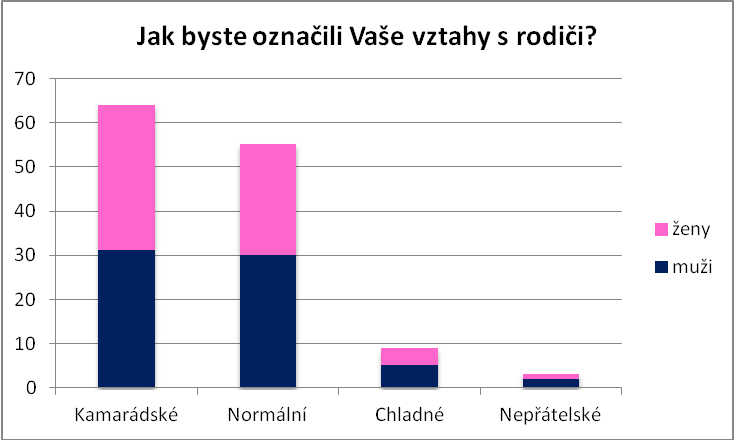 Jak byste označili Vaše vztahy s rodiči?
70
60
50
40
30
20
10
0
Kamarádské Normální Chladné Nepřátelské
ženy
muži